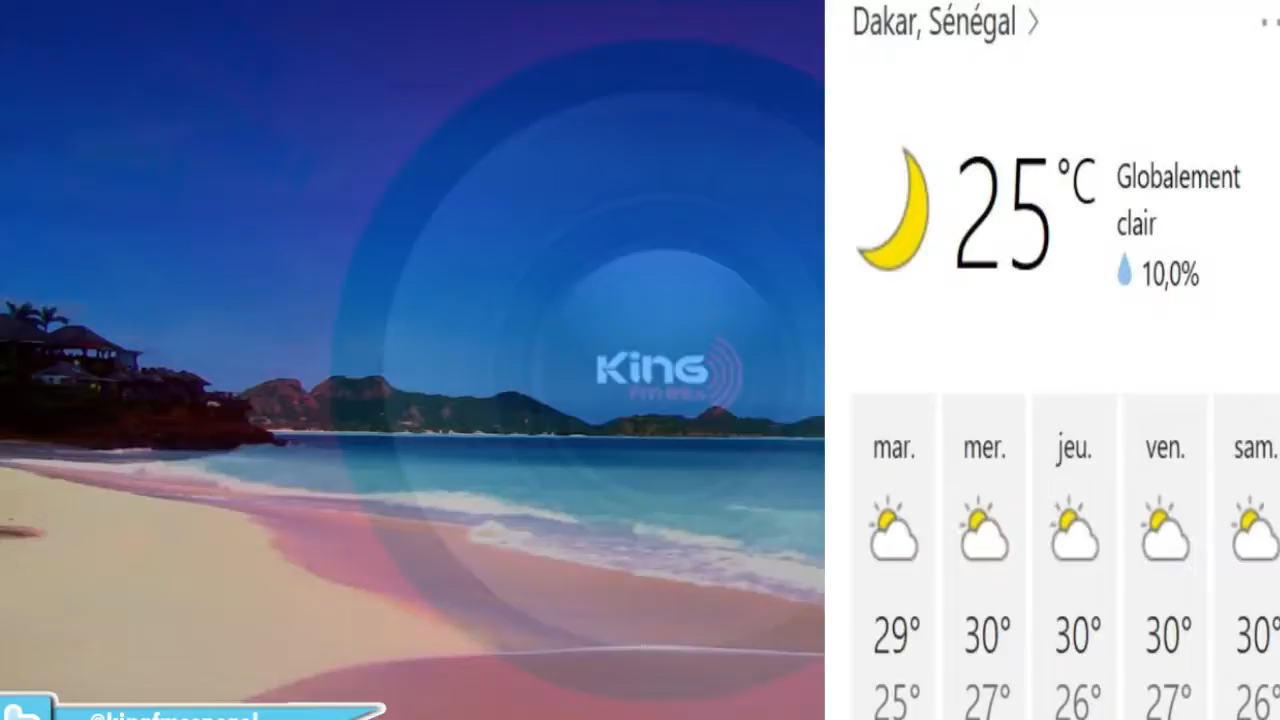 Dakar, Sénégal
25 °C
Globalement
clair
10,0%
King
mar. mer. jeu. ven. sam.
29° 30° 30° 30° 30°
25° 27° 26° 27° 26°